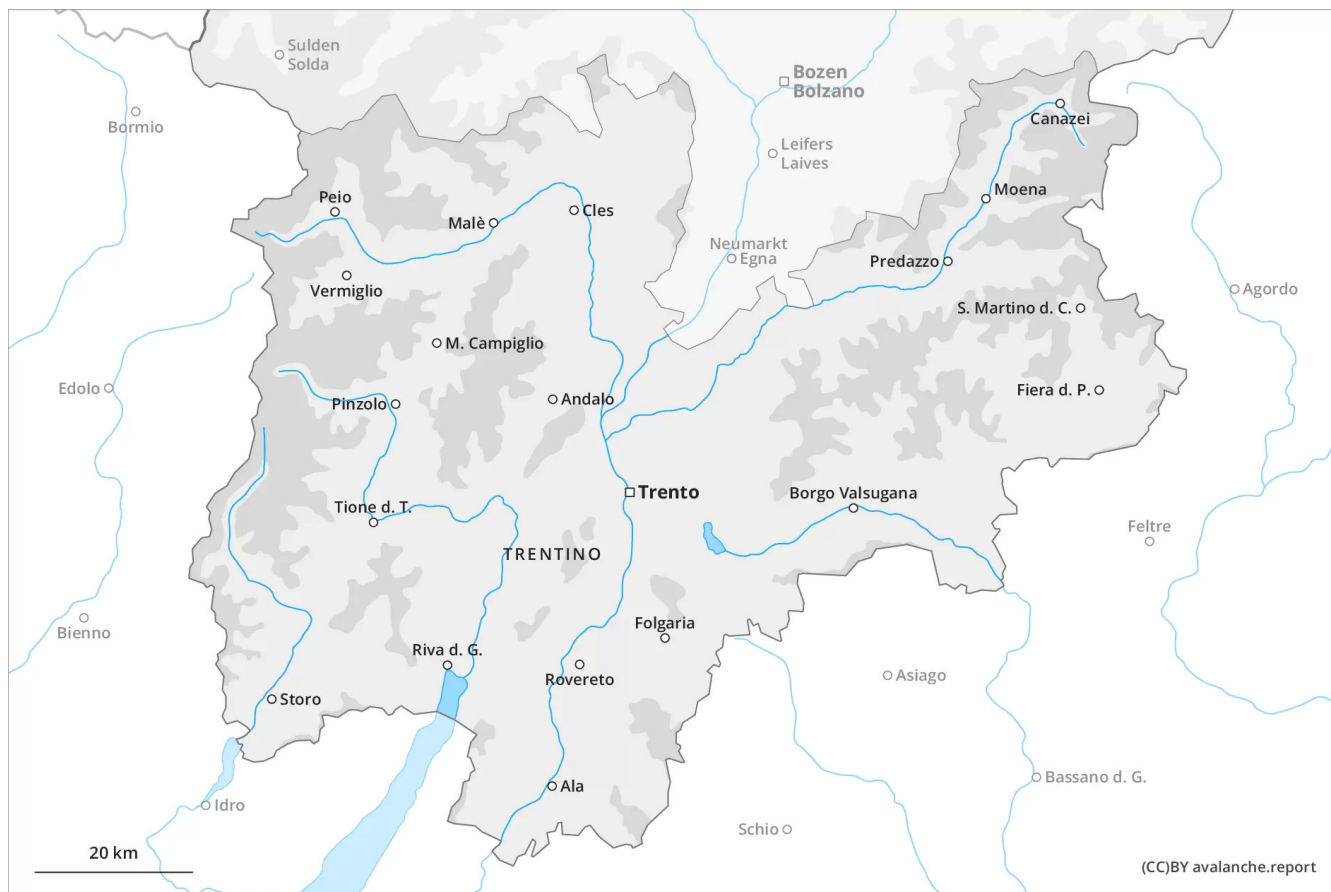 Sulden
Solda
Bozen
Bolzano
Bormio
Canazei
Leifers
Laives
Moena
Peio
Malè
Cles
Neumarkt
Egna
Predazzo
Vermiglio
Agordo
S. Martino d. C.
M. Campiglio
Edolo
Fiera d. P.
Pinzolo
Andalo
Trento
Borgo Valsugana
Tione d. T.
Feltre
TRENTINO
Bienno
Folgaria
Riva d. G.
Rovereto
Asiago
Storo
Bassano d. G.
Ala
Idro
Schio
20 km
(CC)BY avalanche.report